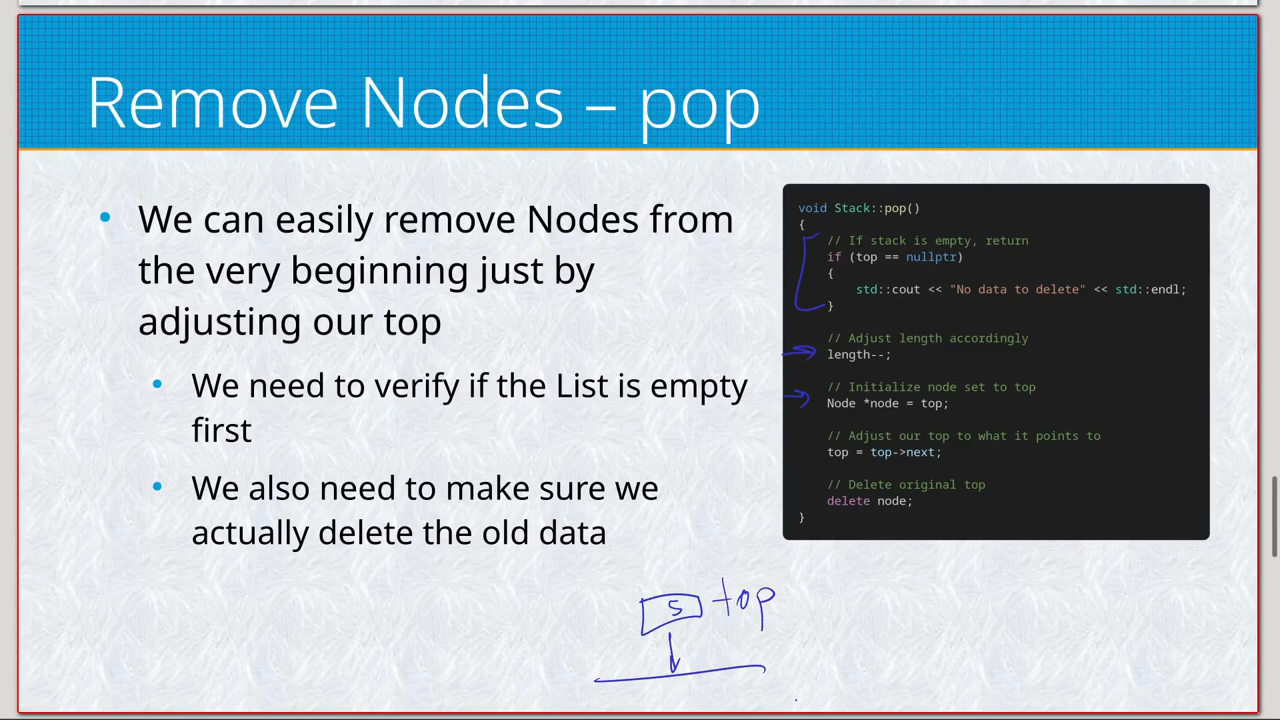 Remove Nodes – pop
We can easily remove Nodes from
the very beginning just by
adjusting our top
We need to verify if the List is empty
first
We also need to make sure we
actually delete the old data
void Stack::pop()
{
// If stack is empty, return
if (top == nullptr)
{
std::cout << "No data to delete" << std::endl;
}
// Adjust length accordingly
length--;
// Initialize node set to top
Node *node = top;
// Adjust our top to what it points to
top = top->next;
// Delete original top
delete node;
}
5 top